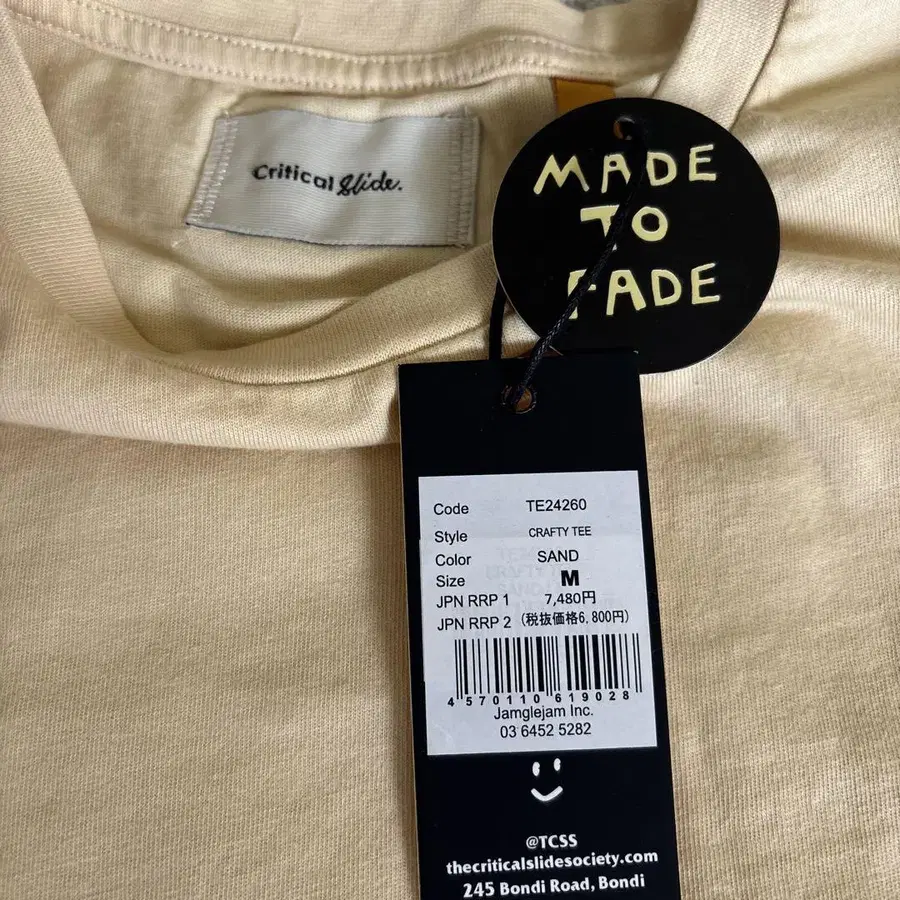 Critical Slide.
MADE
TO
FADE
Code TE24260
Style CRAFTY TEE
Color SAND
Size M
JPN RRP 1 7,480円
JPN RRP 2 (税抜価格6,800円)
4 570110 619028
Jamglejam Inc.
03 6452 5282
@TCSS
thecriticalslidesociety.com
245 Bondi Road, Bondi